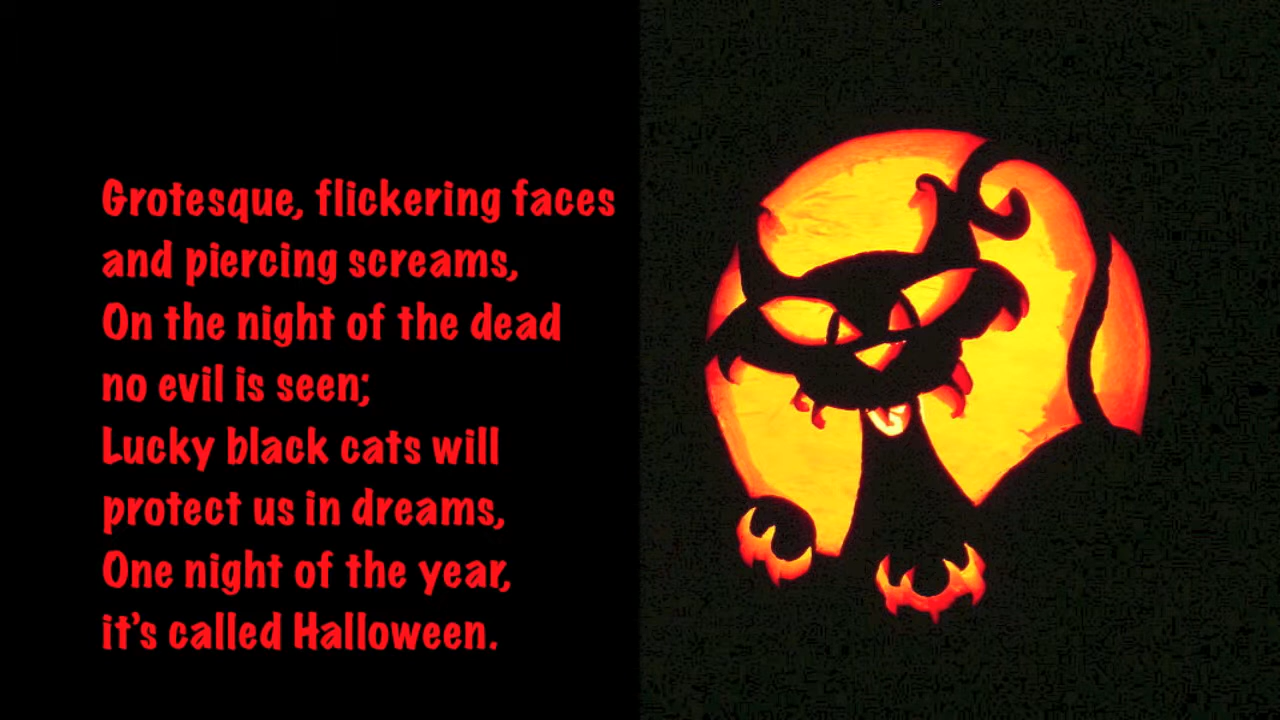 Grotesque, flickering faces
and piercing screams,
On the night of the dead
no evil is seen;
Lucky black cats will
protect us in dreams,
One night of the year,
it’s called Halloween.